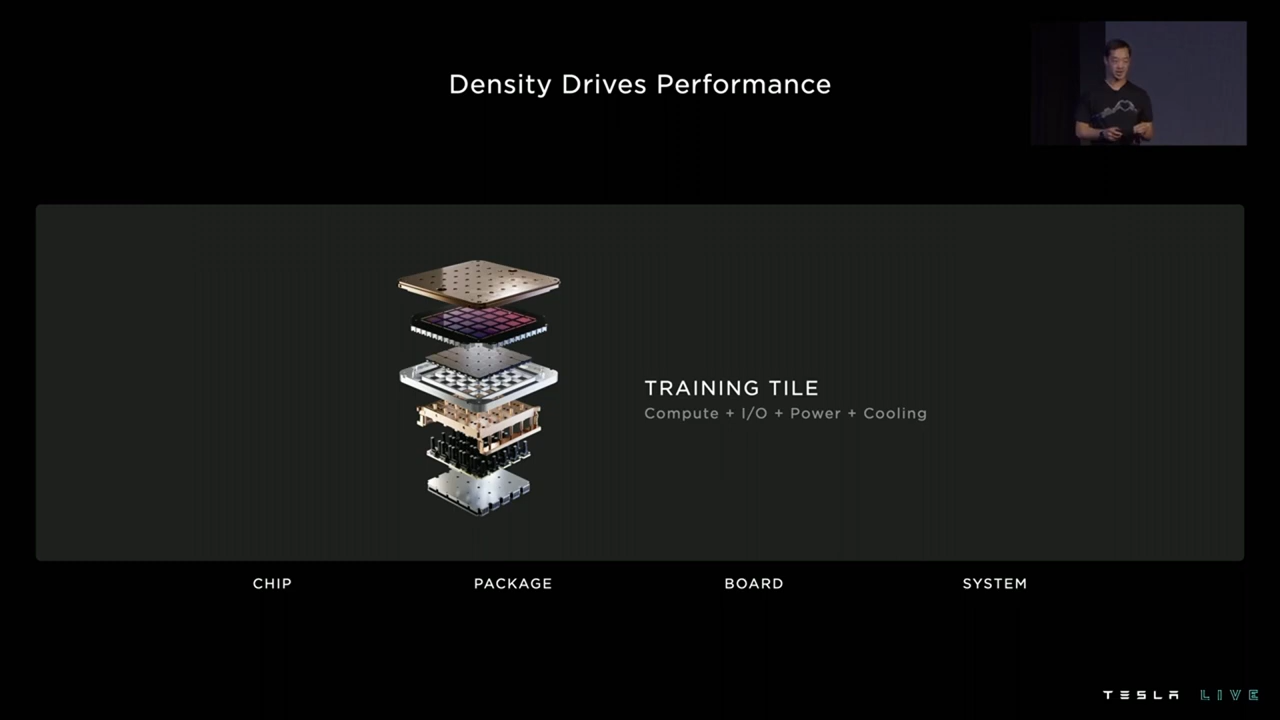 Density Drives Performance
TRAINING TILE
Compute + I/O + Power + Cooling
CHIP
PACKAGE
BOARD
SYSTEM
TESLA LIVE